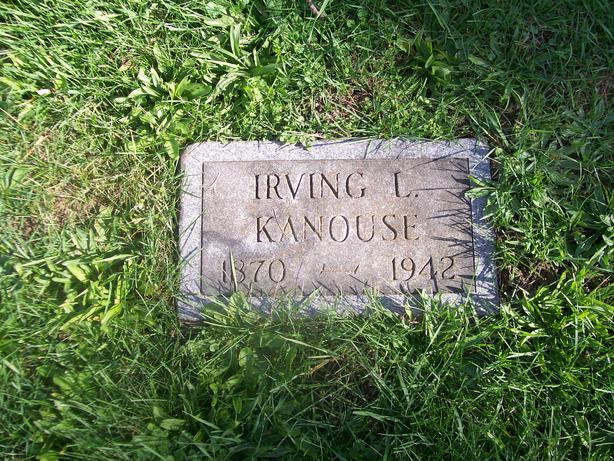 IRVING L.
KANOUSE
1870 — 1942